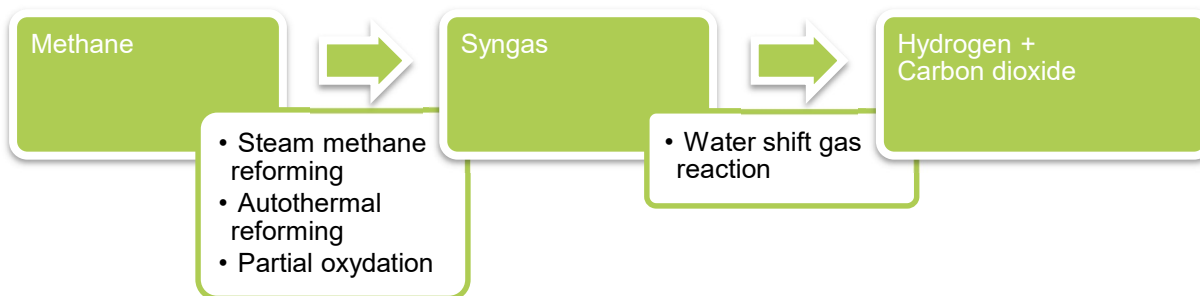 Methane
• Steam methane
reforming
• Autothermal
reforming
• Partial oxydation
Syngas
• Water shift gas
reaction
Hydrogen +
Carbon dioxide